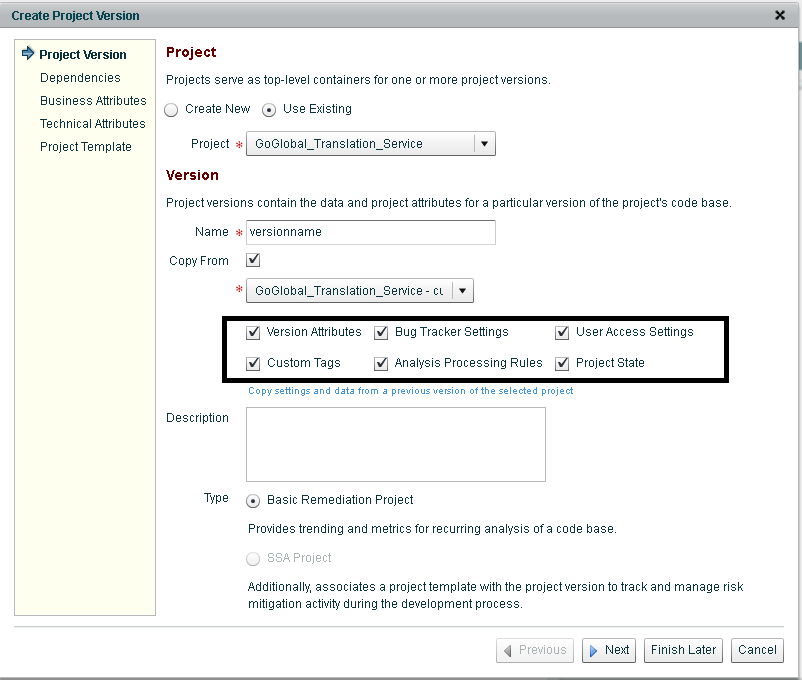 Create Project Version
Project Version
Dependencies
Business Attributes
Technical Attributes
Project Template
Project
Projects serve as top-level containers for one or more project versions.
Create New Use Existing
Project * GoGlobal_Translation_Service
Version
Project versions contain the data and project attributes for a particular version of the project's code base.
Name * versionname
Copy From
* GoGlobal_Translation_Service - cu
Version Attributes Bug Tracker Settings User Access Settings
Custom Tags Analysis Processing Rules Project State
Copy settings and data from a previous version of the selected project
Description
Type Basic Remediation Project
Provides trending and metrics for recurring analysis of a code base.
SSA Project
Additionally, associates a project template with the project version to track and manage risk
mitigation activity during the development process.
Previous Next Finish Later Cancel